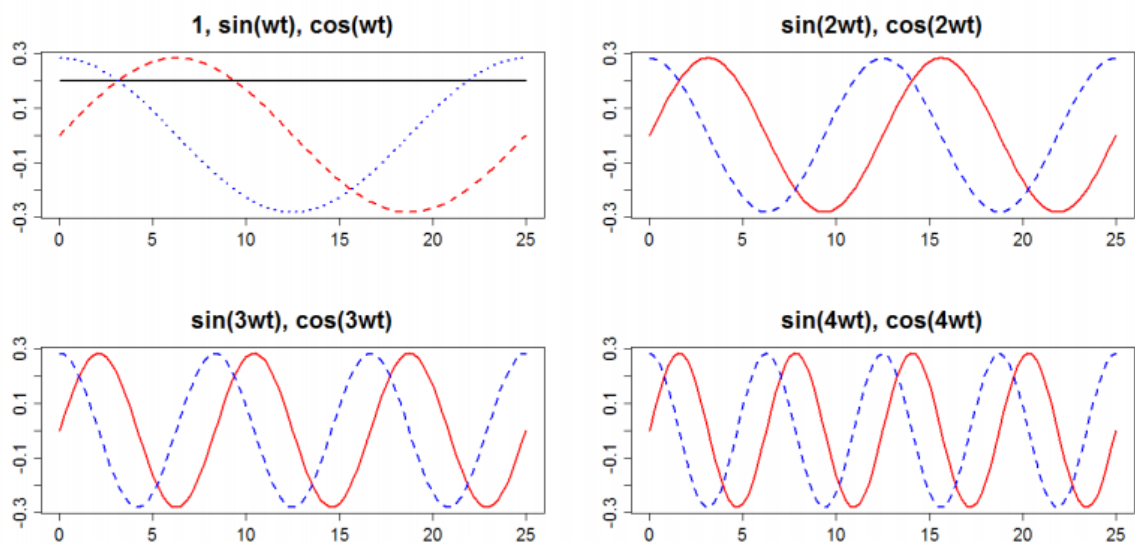 1, sin(wt), cos(wt)
0.3
0.1
-0.1
-0.3
0 5 10 15 20 25
sin(2wt), cos(2wt)
0.3
0.1
-0.1
-0.3
0 5 10 15 20 25
sin(3wt), cos(3wt)
0.3
0.1
-0.1
-0.3
0 5 10 15 20 25
sin(4wt), cos(4wt)
0.3
0.1
-0.1
-0.3
0 5 10 15 20 25